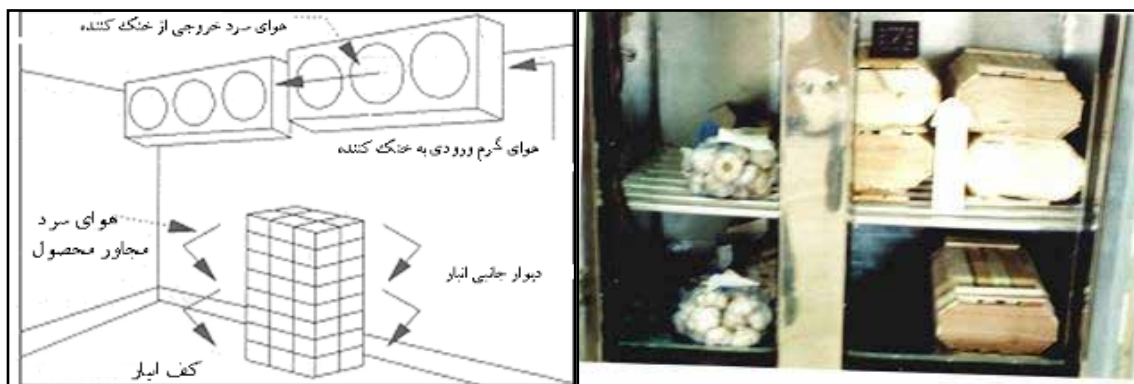 هوای سرد خروجی از خنک کننده
هوای گرم ورودی به خنک کننده
هوای سرد
مجاور محصول
دیوار جانبی انبار
کف انبار